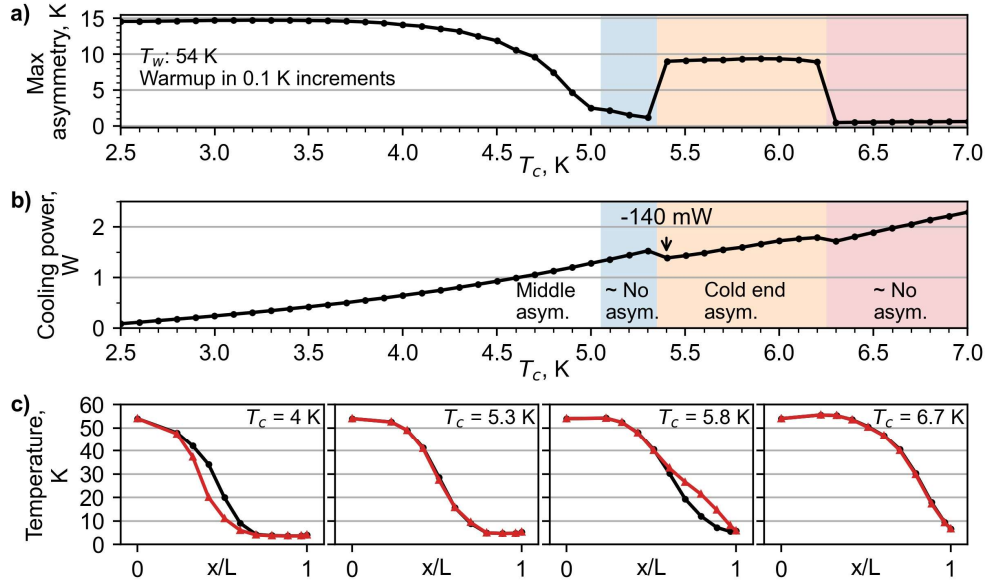 a)
Max
asymmetry, K
15
10
5
0
T_w: 54 K
Warmup in 0.1 K increments
2.5 3.0 3.5 4.0 4.5 5.0 5.5 6.0 6.5 7.0
T_c, K
b)
Cooling power,
W
2
1
0
-140 mW
Middle
asym.
~ No
asym.
Cold end
asym.
~ No
asym.
2.5 3.0 3.5 4.0 4.5 5.0 5.5 6.0 6.5 7.0
T_c, K
c)
Temperature,
K
60
50
40
30
20
10
0
T_c = 4 K
T_c = 5.3 K
T_c = 5.8 K
T_c = 6.7 K
0 x/L 1
0 x/L 1
0 x/L 1
0 x/L 1